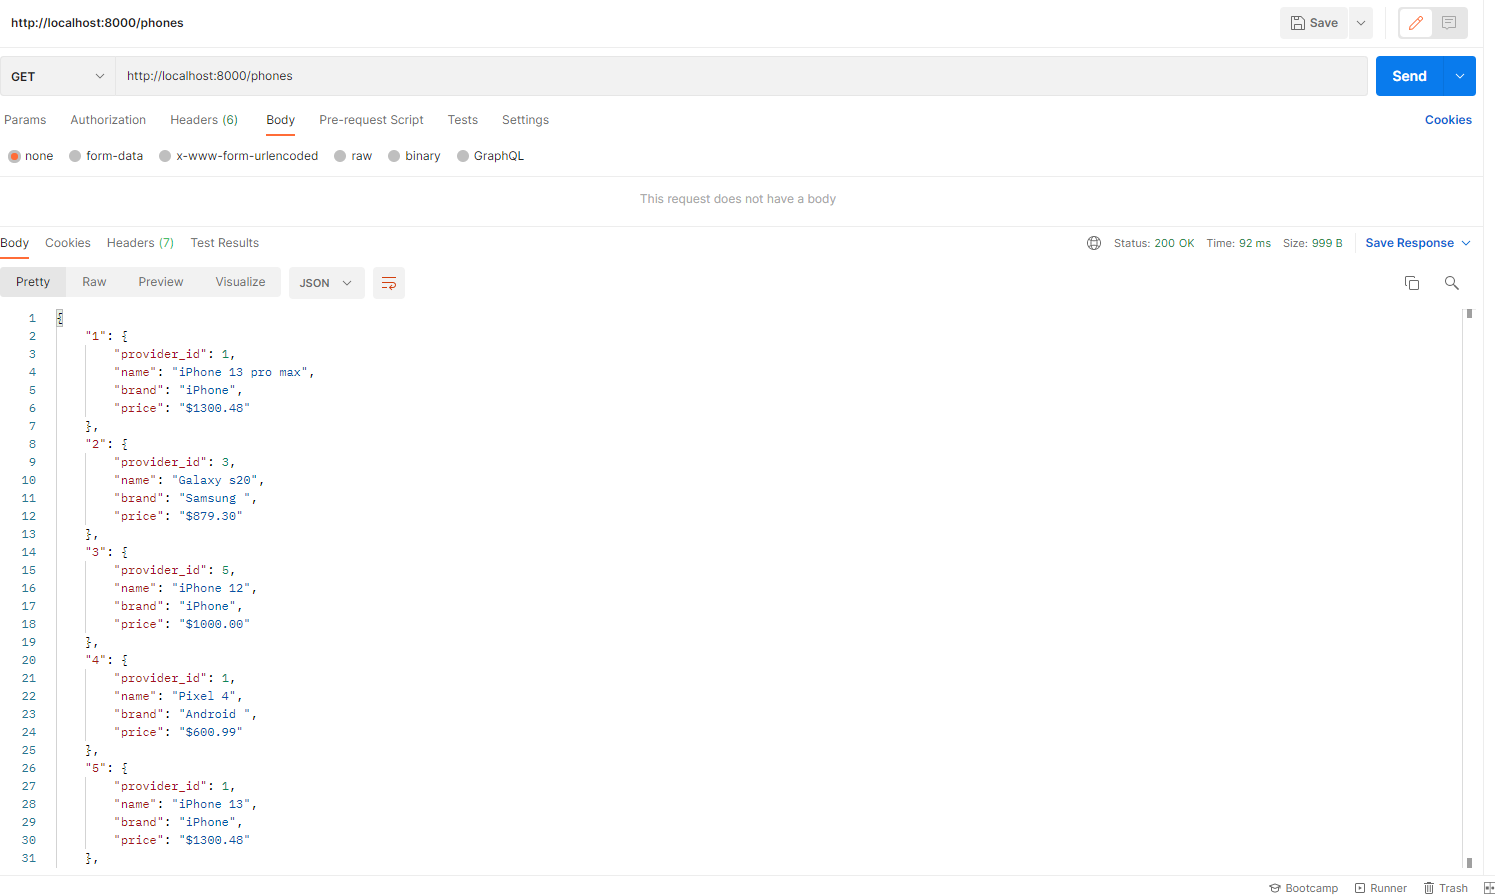 http://localhost:8000/phones Save
GET http://localhost:8000/phones Send
Params Authorization Headers (6) Body Pre-request Script Tests Settings Cookies
none form-data x-www-form-urlencoded raw binary GraphQL
This request does not have a body
Body Cookies Headers (7) Test Results Status: 200 OK Time: 92 ms Size: 999 B Save Response
Pretty Raw Preview Visualize JSON
1 {
2 "1": {
3 "provider_id": 1,
4 "name": "iPhone 13 pro max",
5 "brand": "iPhone",
6 "price": "$1300.48"
7 },
8 "2": {
9 "provider_id": 3,
10 "name": "Galaxy s20",
11 "brand": "Samsung ",
12 "price": "$879.30"
13 },
14 "3": {
15 "provider_id": 5,
16 "name": "iPhone 12",
17 "brand": "iPhone",
18 "price": "$1000.00"
19 },
20 "4": {
21 "provider_id": 1,
22 "name": "Pixel 4",
23 "brand": "Android ",
24 "price": "$600.99"
25 },
26 "5": {
27 "provider_id": 1,
28 "name": "iPhone 13",
29 "brand": "iPhone",
30 "price": "$1300.48"
31 },
Bootcamp Runner Trash